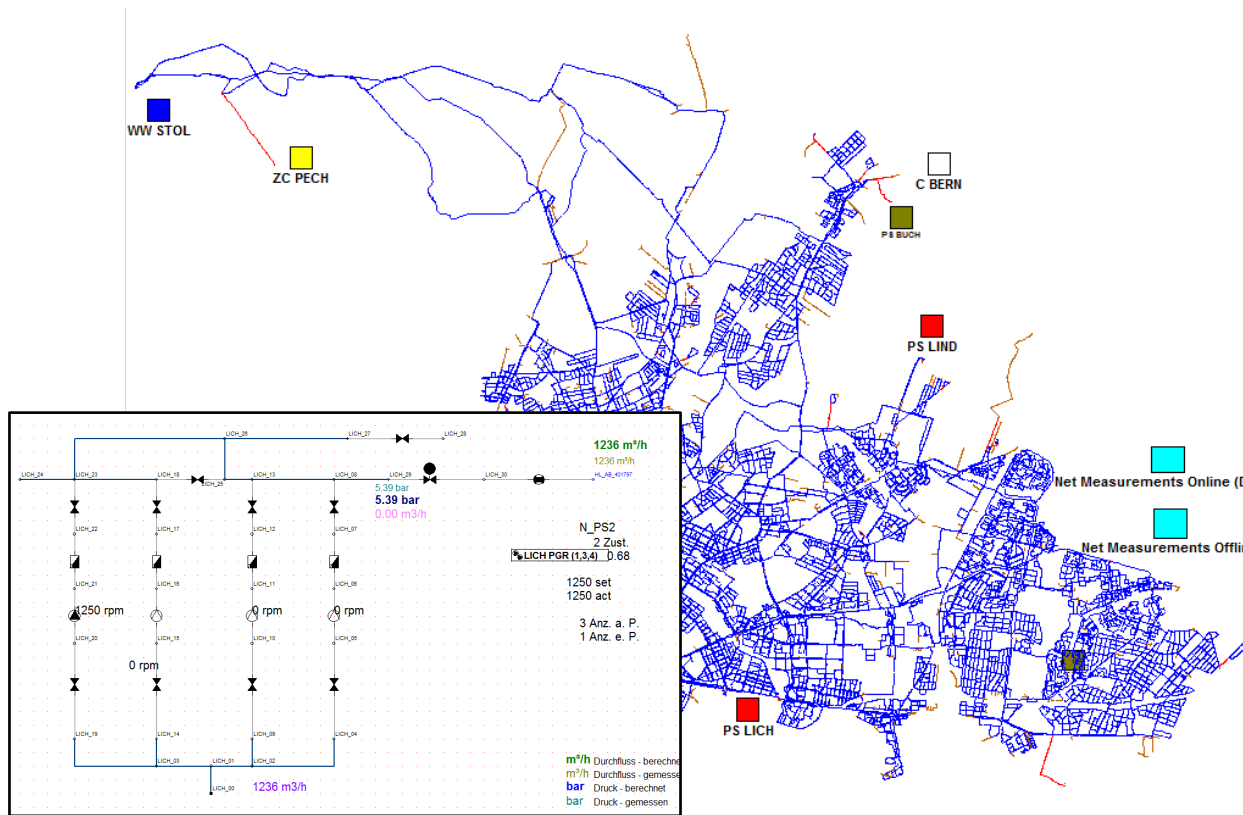 WW STOL
ZC PECH
C BERN
PS BUCH
PS LIND
Net Measurements Online (D
Net Measurements Offlin
PS LICH
LICH_26
LICH_27
LICH_28
1236 m³/h
1236 m³/h
LICH_24
LICH_23
LICH_18
LICH_25
LICH_13
LICH_08
LICH_29
LICH_30
HL_AB_401797
5.39 bar
5.39 bar
0.00 m3/h
LICH_22
LICH_17
LICH_12
LICH_07
N_PS2
2 Zust.
LICH PGR (1,3,4)
0.68
LICH_21
LICH_16
LICH_11
LICH_06
1250 set
1250 act
1250 rpm
0 rpm
0 rpm
3 Anz. a. P.
1 Anz. e. P.
LICH_20
LICH_15
LICH_10
LICH_05
0 rpm
LICH_19
LICH_14
LICH_09
LICH_04
LICH_03
LICH_01
LICH_02
LICH_00
1236 m3/h
m³/h Durchfluss - berechne
m³/h Durchfluss - gemesse
bar Druck - berechnet
bar Druck - gemessen